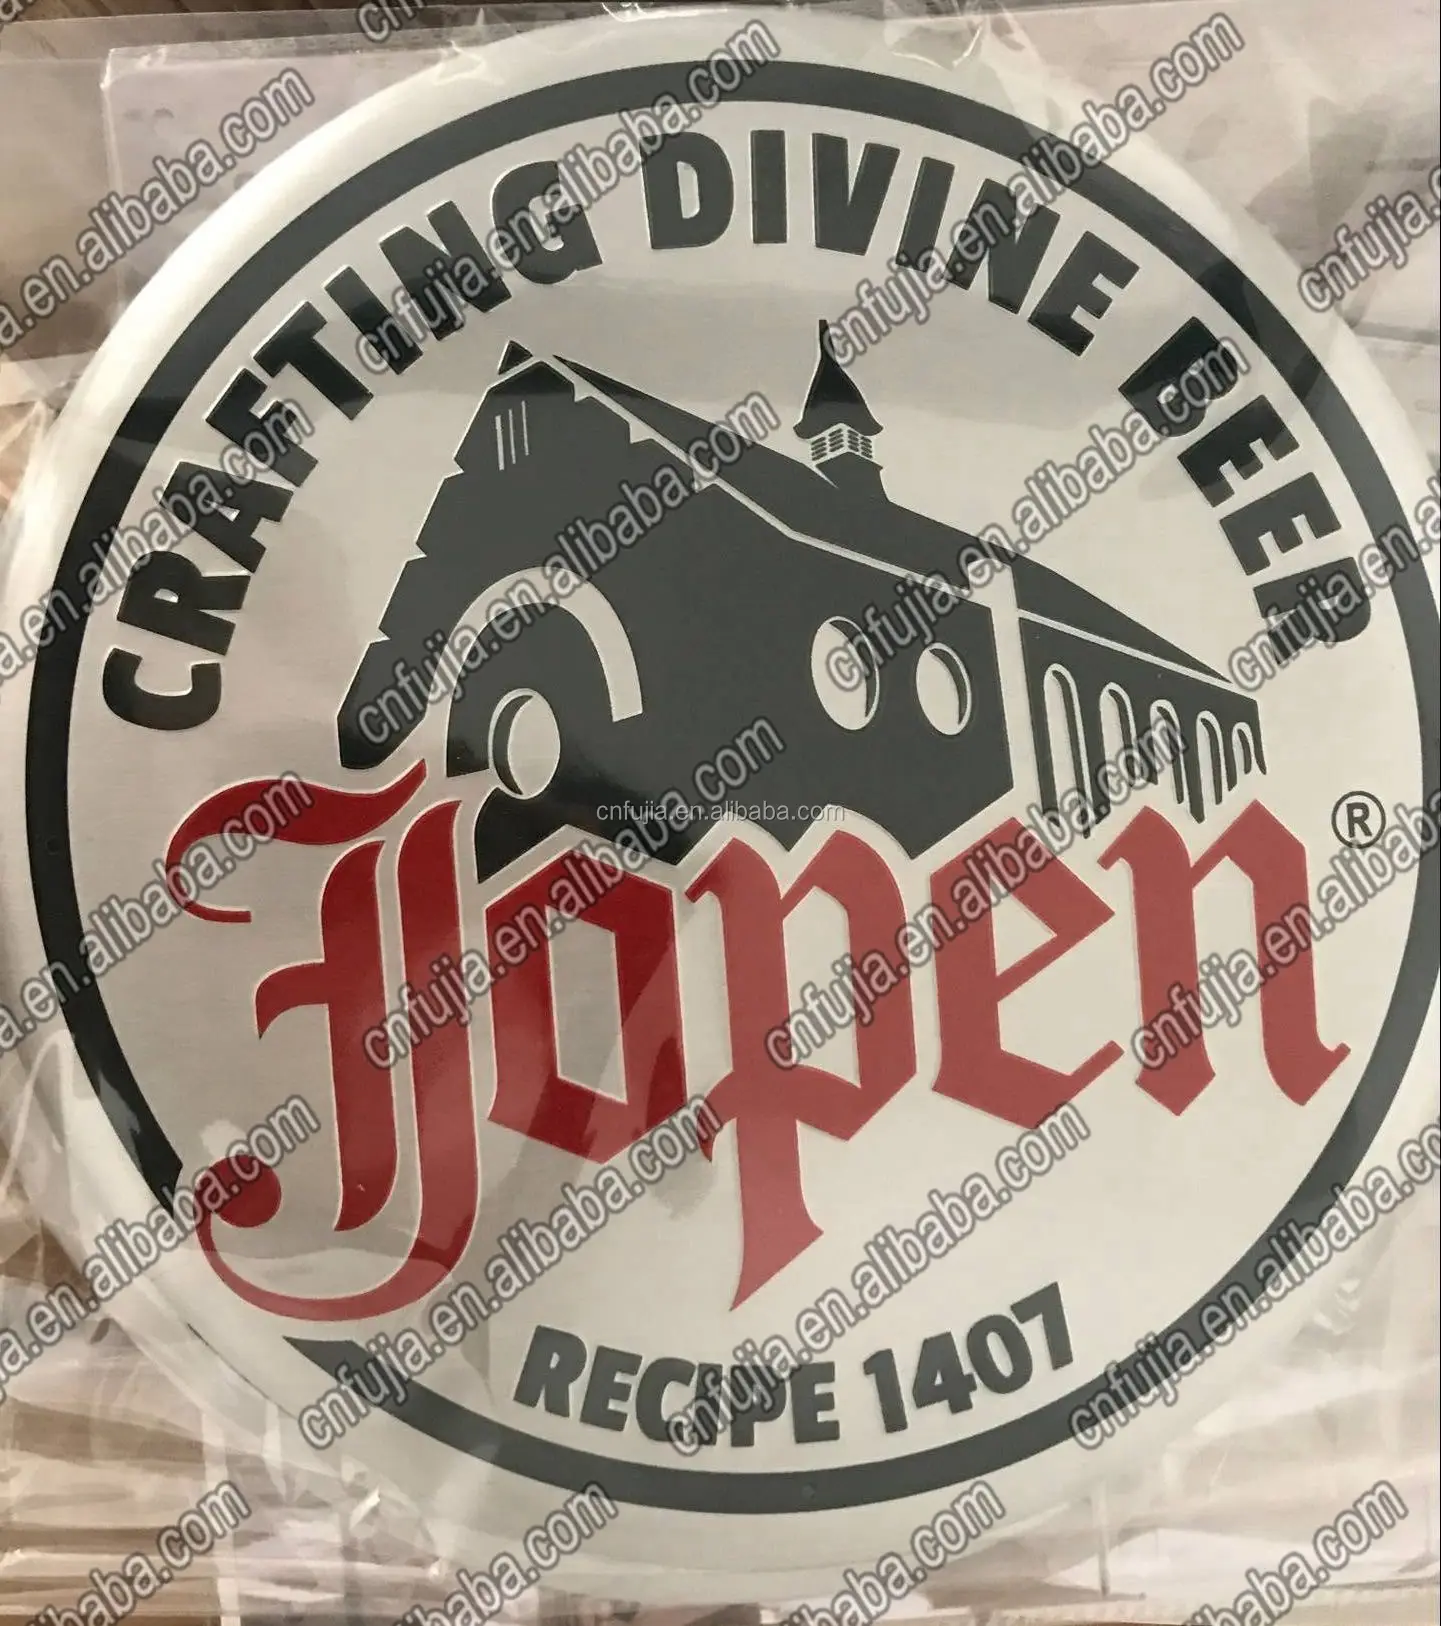 CRAFTING DIVINE BEER
Jopen®
RECIPE 1407
cnfujia.en.alibaba.com